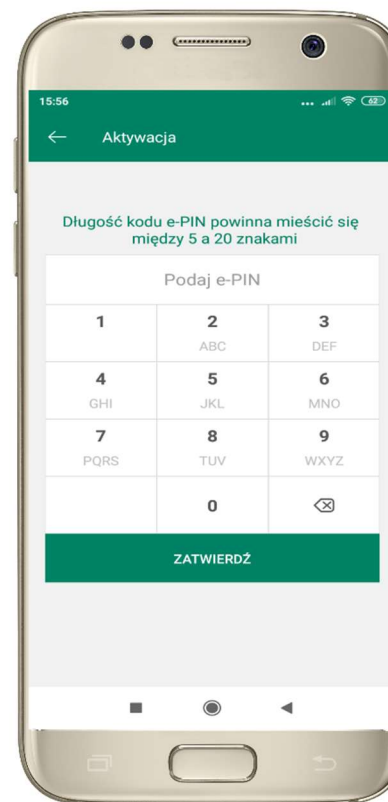 15:56
62
Aktywacja
Długość kodu e-PIN powinna mieścić się
między 5 a 20 znakami
Podaj e-PIN
1 2 3
ABC DEF
4 5 6
GHI JKL MNO
7 8 9
PQRS TUV WXYZ
0
ZATWIERDŹ